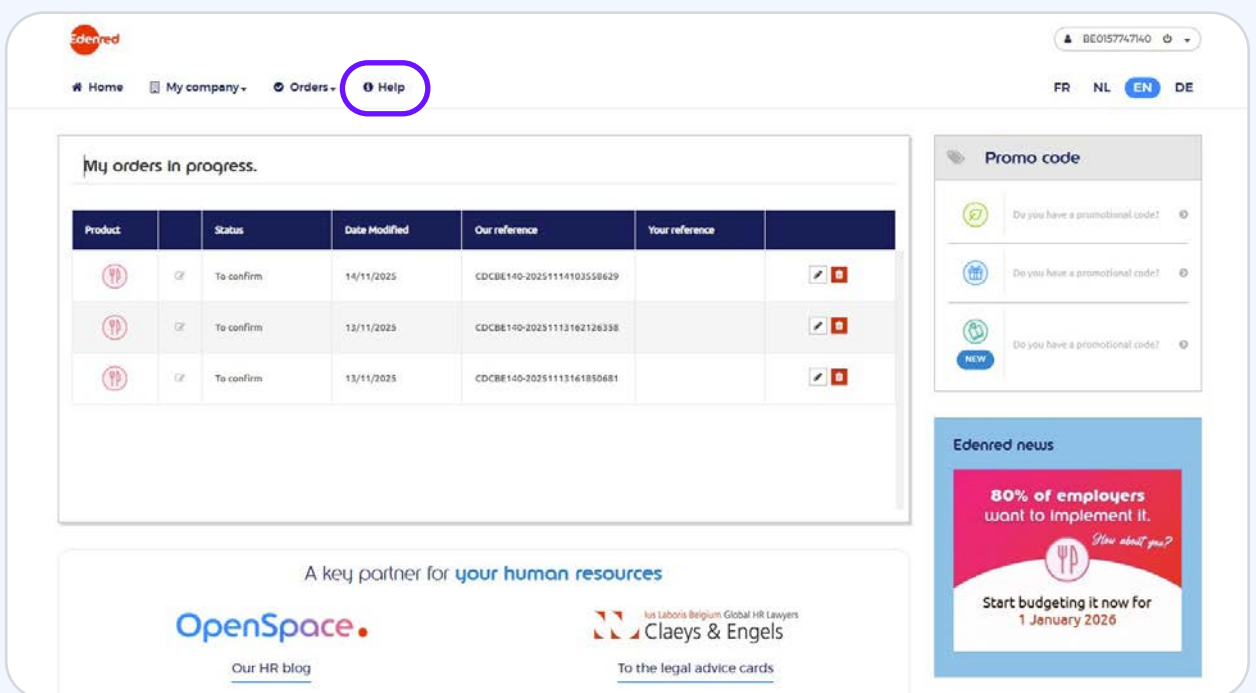 Edenred
BE0157747140
Home My company Orders Help
FR NL EN DE
My orders in progress.
Product Status Date Modified Our reference Your reference
To confirm 14/11/2025 CDCBE140-20251114103558629
To confirm 13/11/2025 CDCBE140-20251113162126358
To confirm 13/11/2025 CDCBE140-20251113161850681
Promo code
Do you have a promotional code?
Do you have a promotional code?
Do you have a promotional code?
NEW
Edenred news
80% of employers
want to implement it.
How about you?
Start budgeting it now for
1 January 2026
A key partner for your human resources
OpenSpace.
Our HR blog
Ius Laboris Belgium Global HR Lawyers
Claeys & Engels
To the legal advice cards